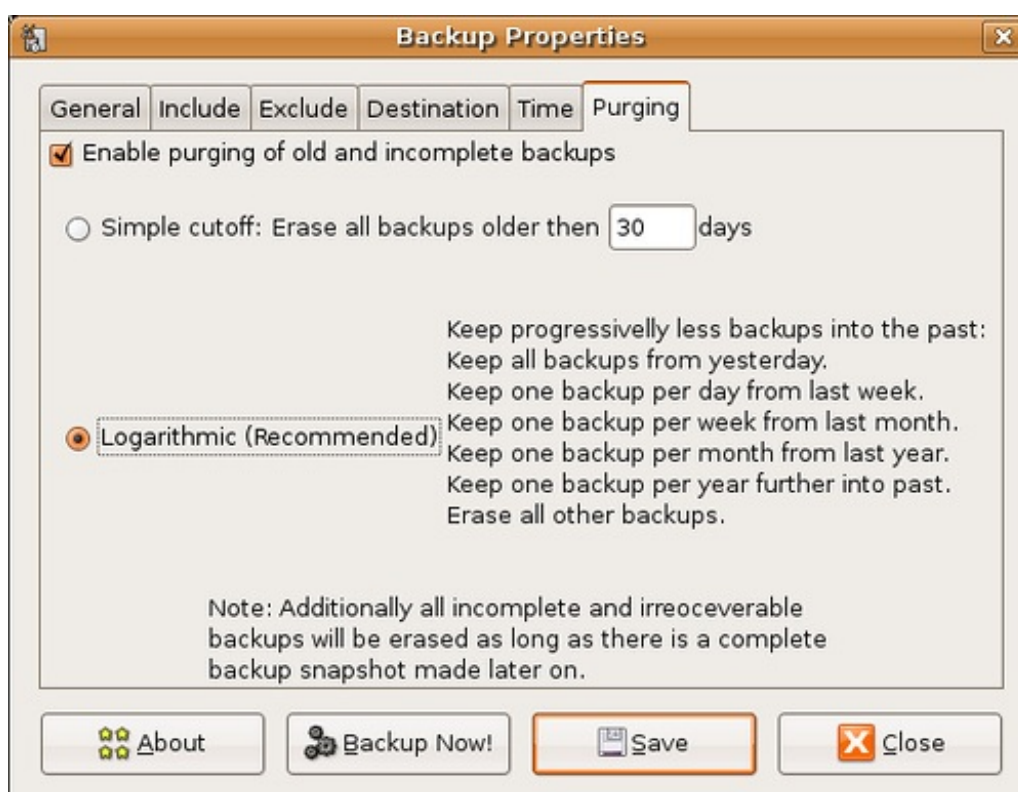 Backup Properties
General Include Exclude Destination Time Purging
Enable purging of old and incomplete backups
Simple cutoff: Erase all backups older then 30 days
Keep progressivelly less backups into the past:
Keep all backups from yesterday.
Keep one backup per day from last week.
Logarithmic (Recommended) Keep one backup per week from last month.
Keep one backup per month from last year.
Keep one backup per year further into past.
Erase all other backups.
Note: Additionally all incomplete and irreoceverable
backups will be erased as long as there is a complete
backup snapshot made later on.
About Backup Now! Save Close